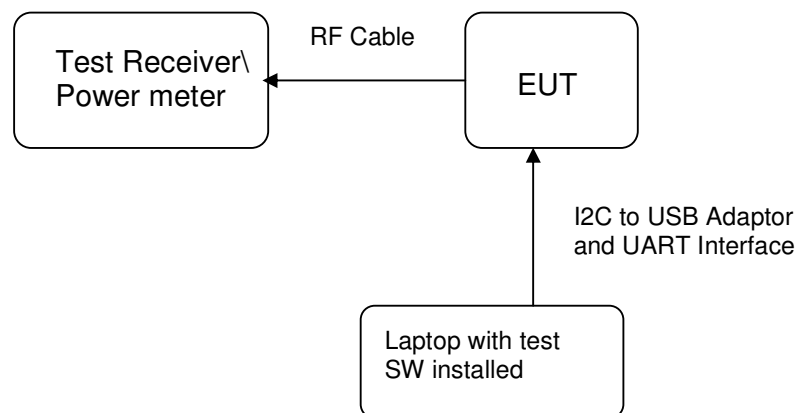 RF Cable
Test Receiver\
Power meter
EUT
I2C to USB Adaptor
and UART Interface
Laptop with test
SW installed